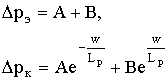 Δpэ = A + B,
Δpк = Ae^(-w/Lp) + Be^(w/Lp)